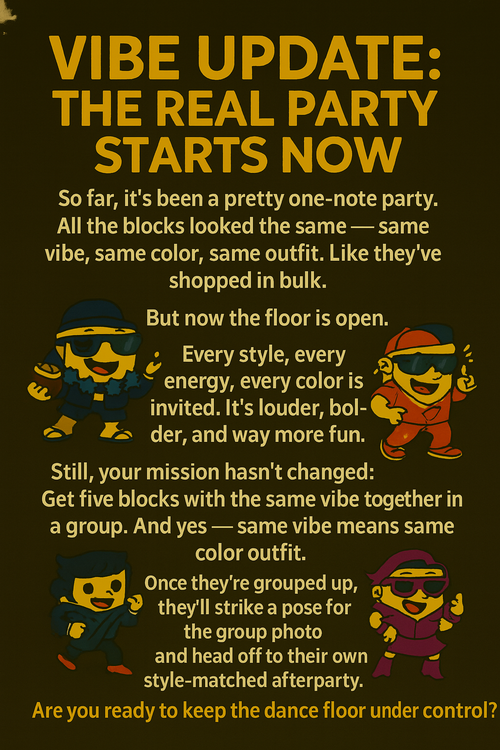 VIBE UPDATE:
THE REAL PARTY
STARTS NOW
So far, it's been a pretty one-note party.
All the blocks looked the same — same
vibe, same color, same outfit. Like they've
shopped in bulk.
But now the floor is open.
Every style, every
energy, every color is
invited. It's louder, bol-
der, and way more fun.
Still, your mission hasn't changed:
Get five blocks with the same vibe together in
a group. And yes — same vibe means same
color outfit.
Once they're grouped up,
they'll strike a pose for
the group photo
and head off to their own
style-matched afterparty.
Are you ready to keep the dance floor under control?